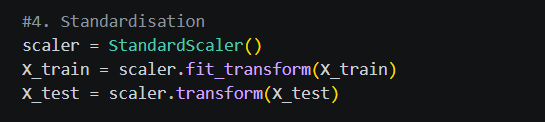 #4. Standardisation
scaler = StandardScaler()
X_train = scaler.fit_transform(X_train)
X_test = scaler.transform(X_test)